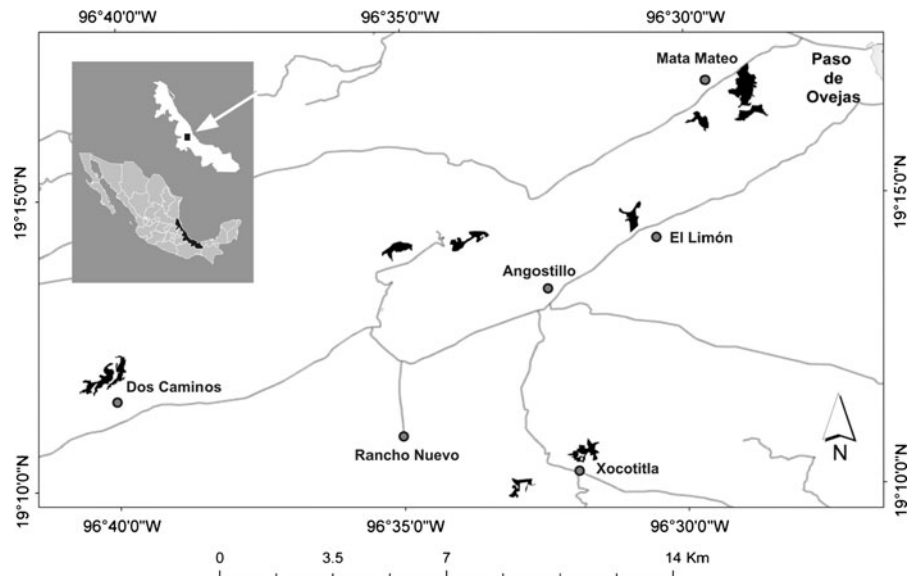 96°40'0"W 96°35'0"W 96°30'0"W
Mata Mateo
Paso
de
Ovejas
19°15'0"N 19°15'0"N
El Limón
Angostillo
Dos Caminos
Rancho Nuevo
Xocotitla
N
19°10'0"N 19°10'0"N
96°40'0"W 96°35'0"W 96°30'0"W
0 3.5 7 14 Km